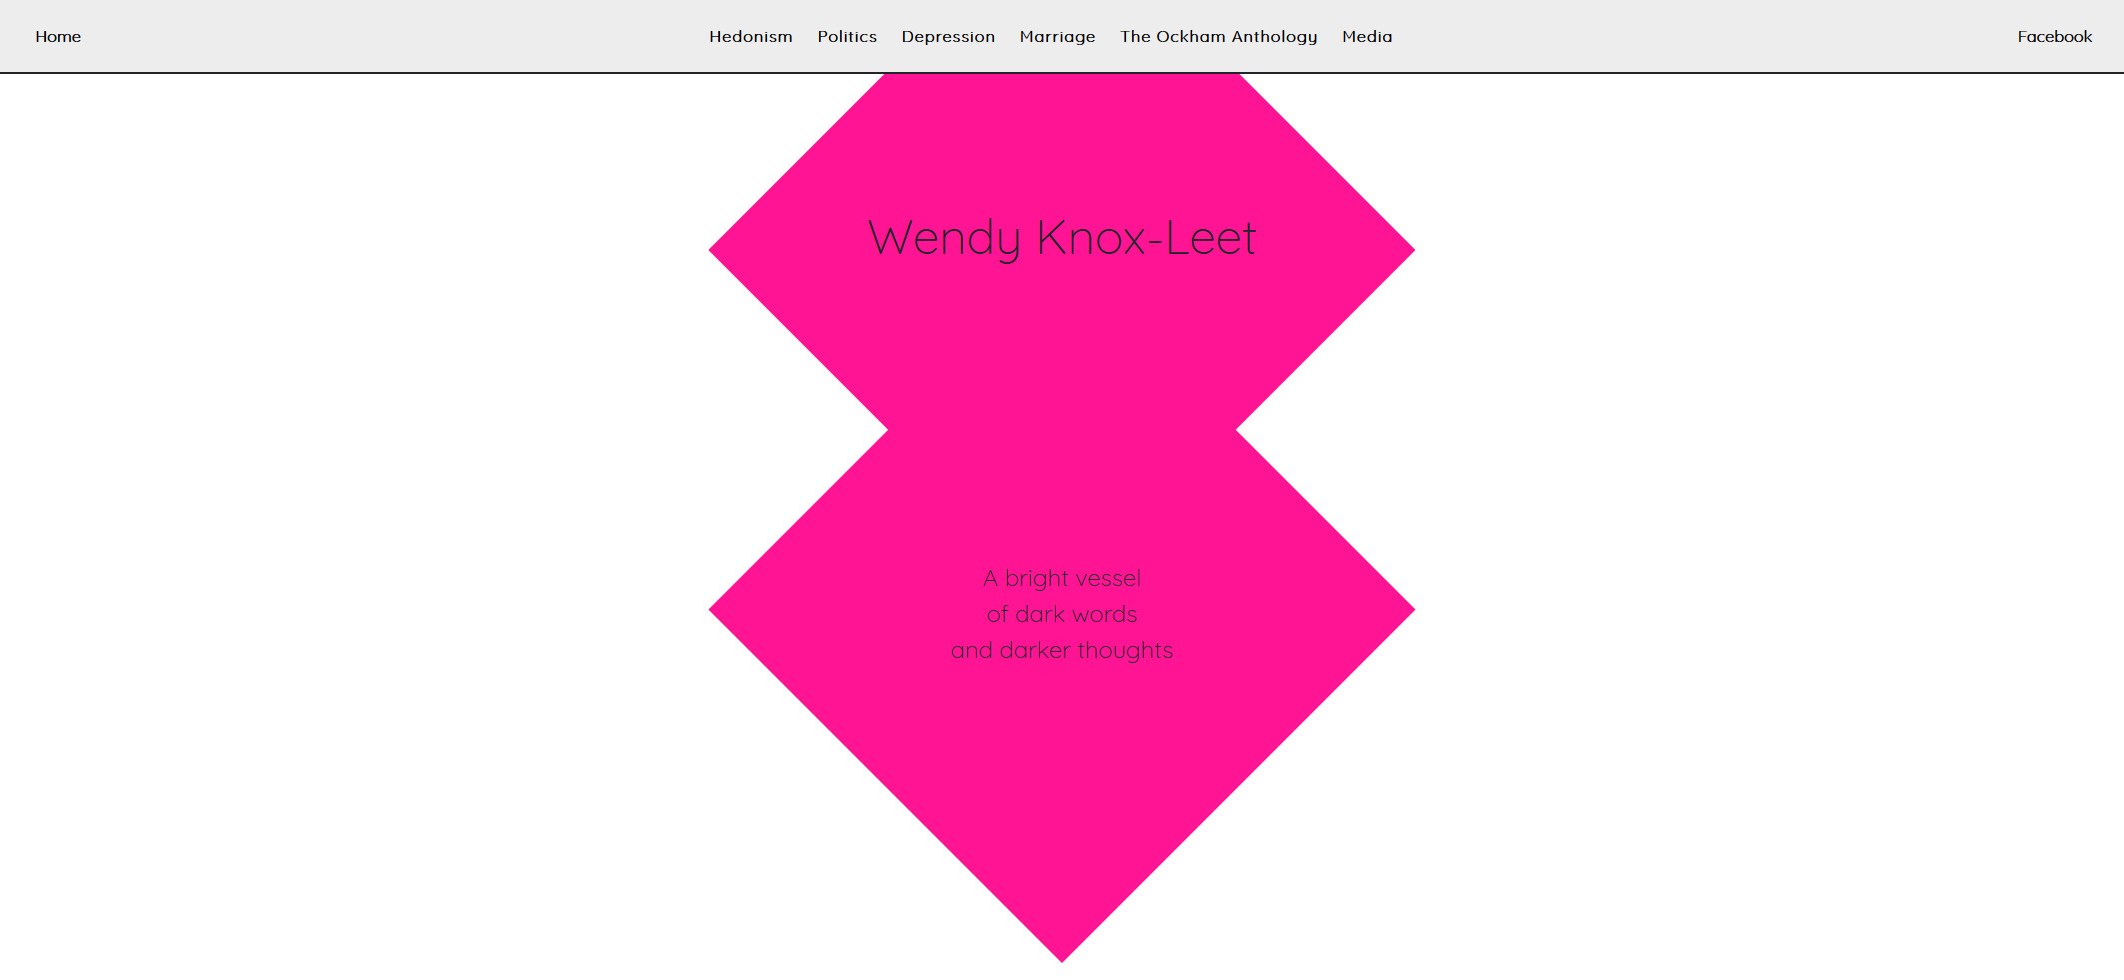 Home Hedonism Politics Depression Marriage The Ockham Anthology Media Facebook
Wendy Knox-Leet
A bright vessel
of dark words
and darker thoughts